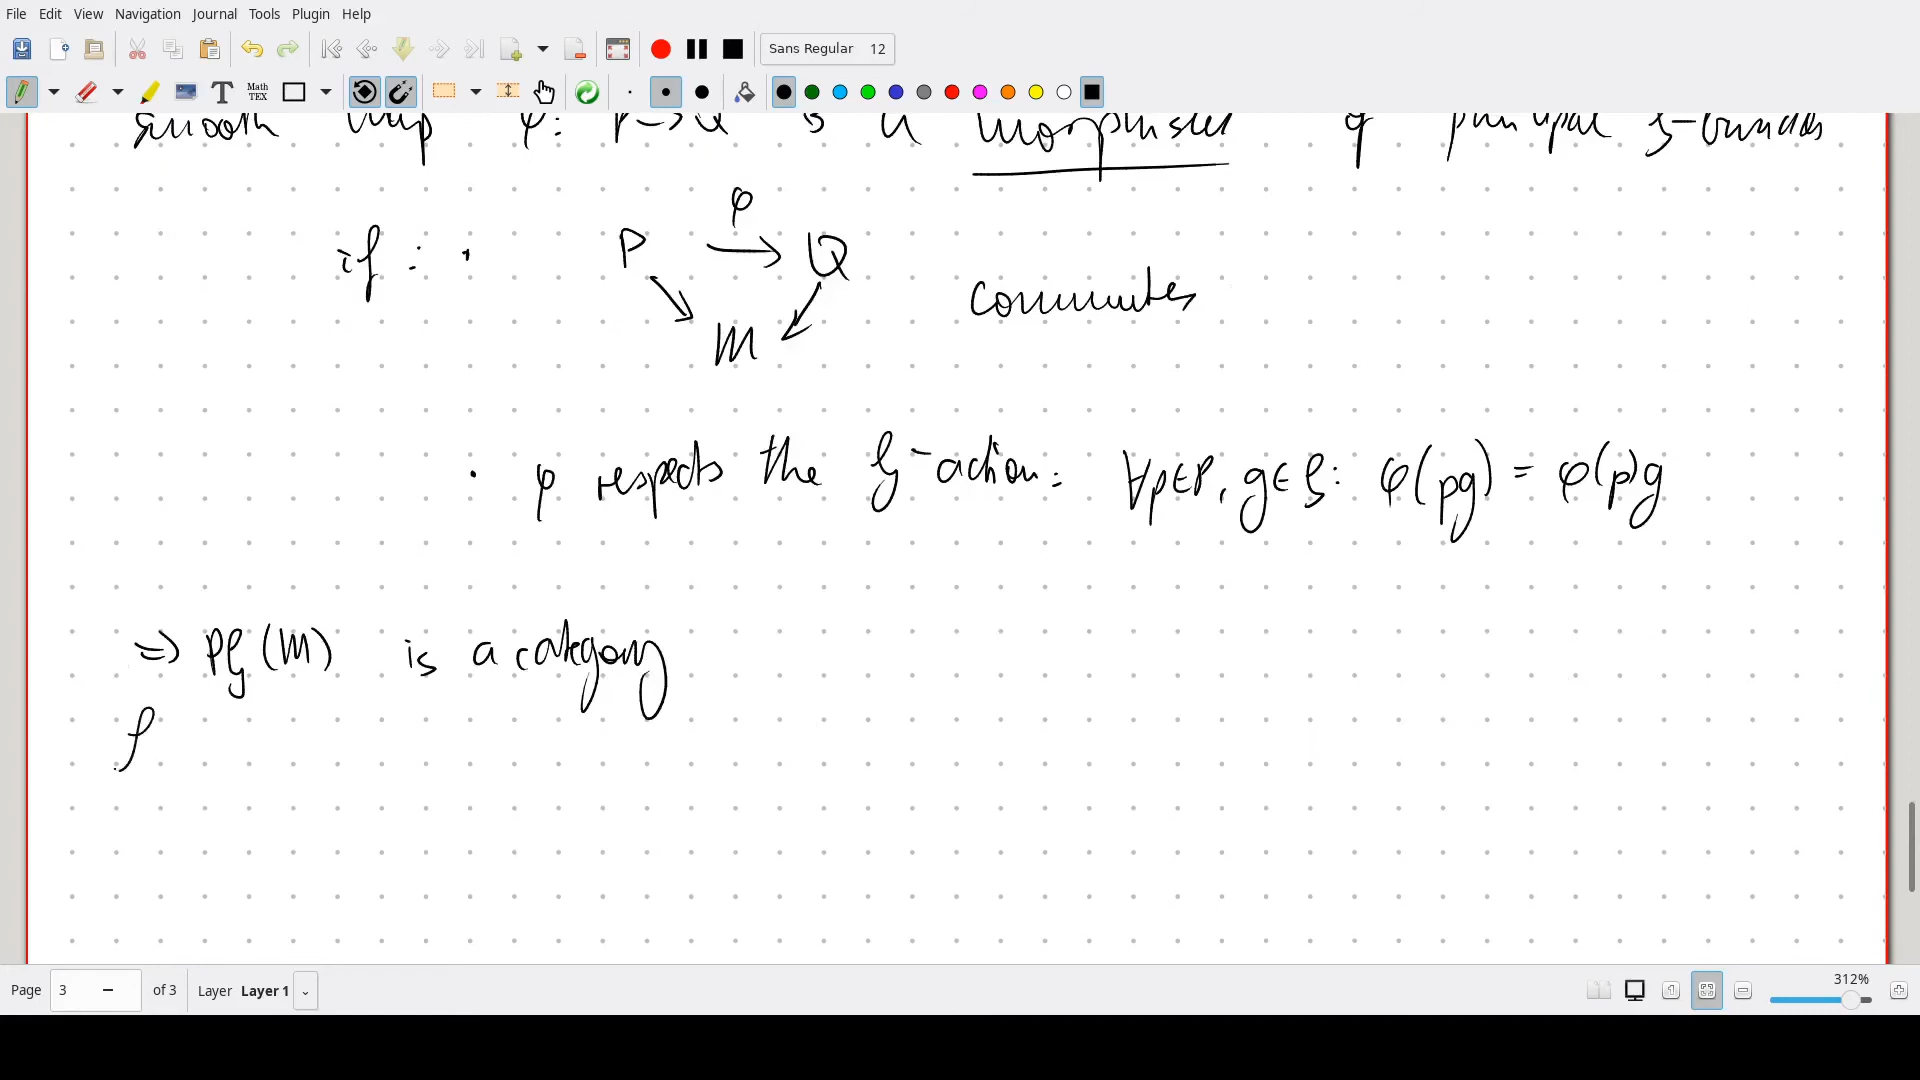 File Edit View Navigation Journal Tools Plugin Help
Sans Regular 12
Math TEX
smooth map φ: P → Q is a morphism of principal G-bundles
if : · P φ→ Q
commutes
M
· φ respects the G-action: ∀p∈P, g∈G: φ(pg) = φ(p)g
⇒ PG(M) is a category
Page 3 of 3 Layer Layer 1 312%